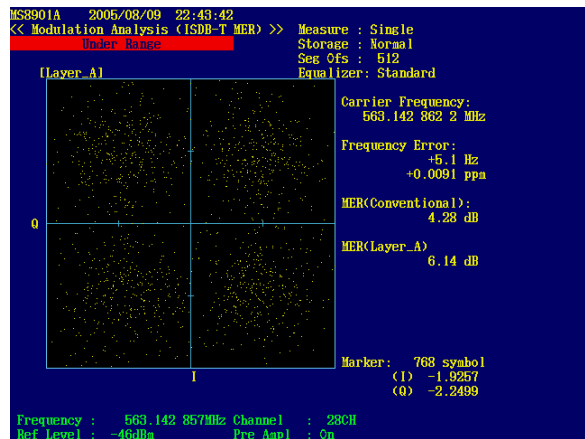 MS8901A 2005/08/09 22:43:42
<< Modulation Analysis (ISDB-T MER) >> Measure : Single
Under Range Storage : Normal
Seg Ofs : 512
[Layer_A] Equalizer: Standard
Carrier Frequency:
563.142 862 2 MHz
Frequency Error:
+5.1 Hz
+0.0091 ppm
MER(Conventional):
4.28 dB
Q
MER(Layer_A)
6.14 dB
Marker: 768 symbol
I (I) -1.9257
(Q) -2.2499
Frequency : 563.142 857MHz Channel : 28CH
Ref Level : -46dBm Pre Ampl : On